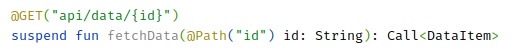 @GET("api/data/{id}")
suspend fun fetchData(@Path("id") id: String): Call<DataItem>